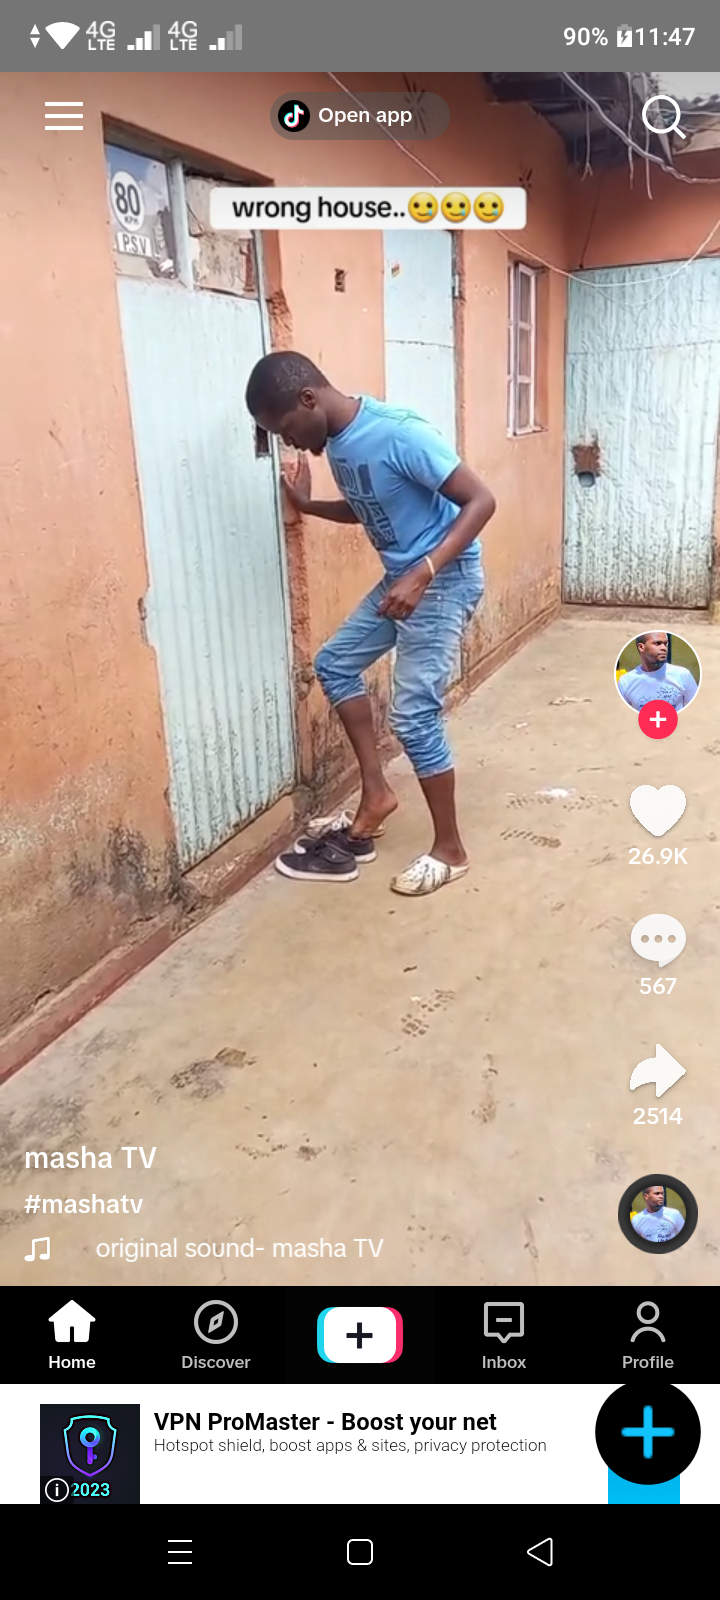 4G LTE 4G LTE 90% 11:47
Open app
80
KPH
PSV
wrong house..🥲🥲🥲
26.9K
567
2514
masha TV
#mashatv
original sound- masha TV
Home Discover Inbox Profile
VPN ProMaster - Boost your net
Hotspot shield, boost apps & sites, privacy protection
2023